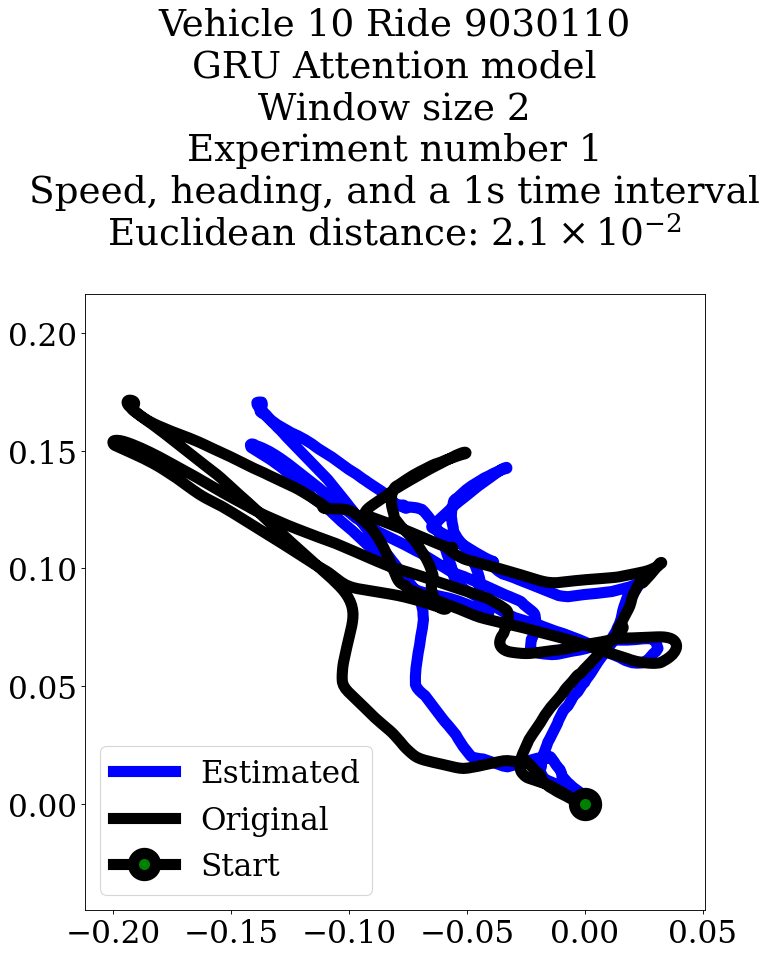 Vehicle 10 Ride 9030110
GRU Attention model
Window size 2
Experiment number 1
Speed, heading, and a 1s time interval
Euclidean distance: 2.1 × 10⁻²
0.20
0.15
0.10
0.05
0.00
Estimated
Original
Start
−0.20 −0.15 −0.10 −0.05 0.00 0.05